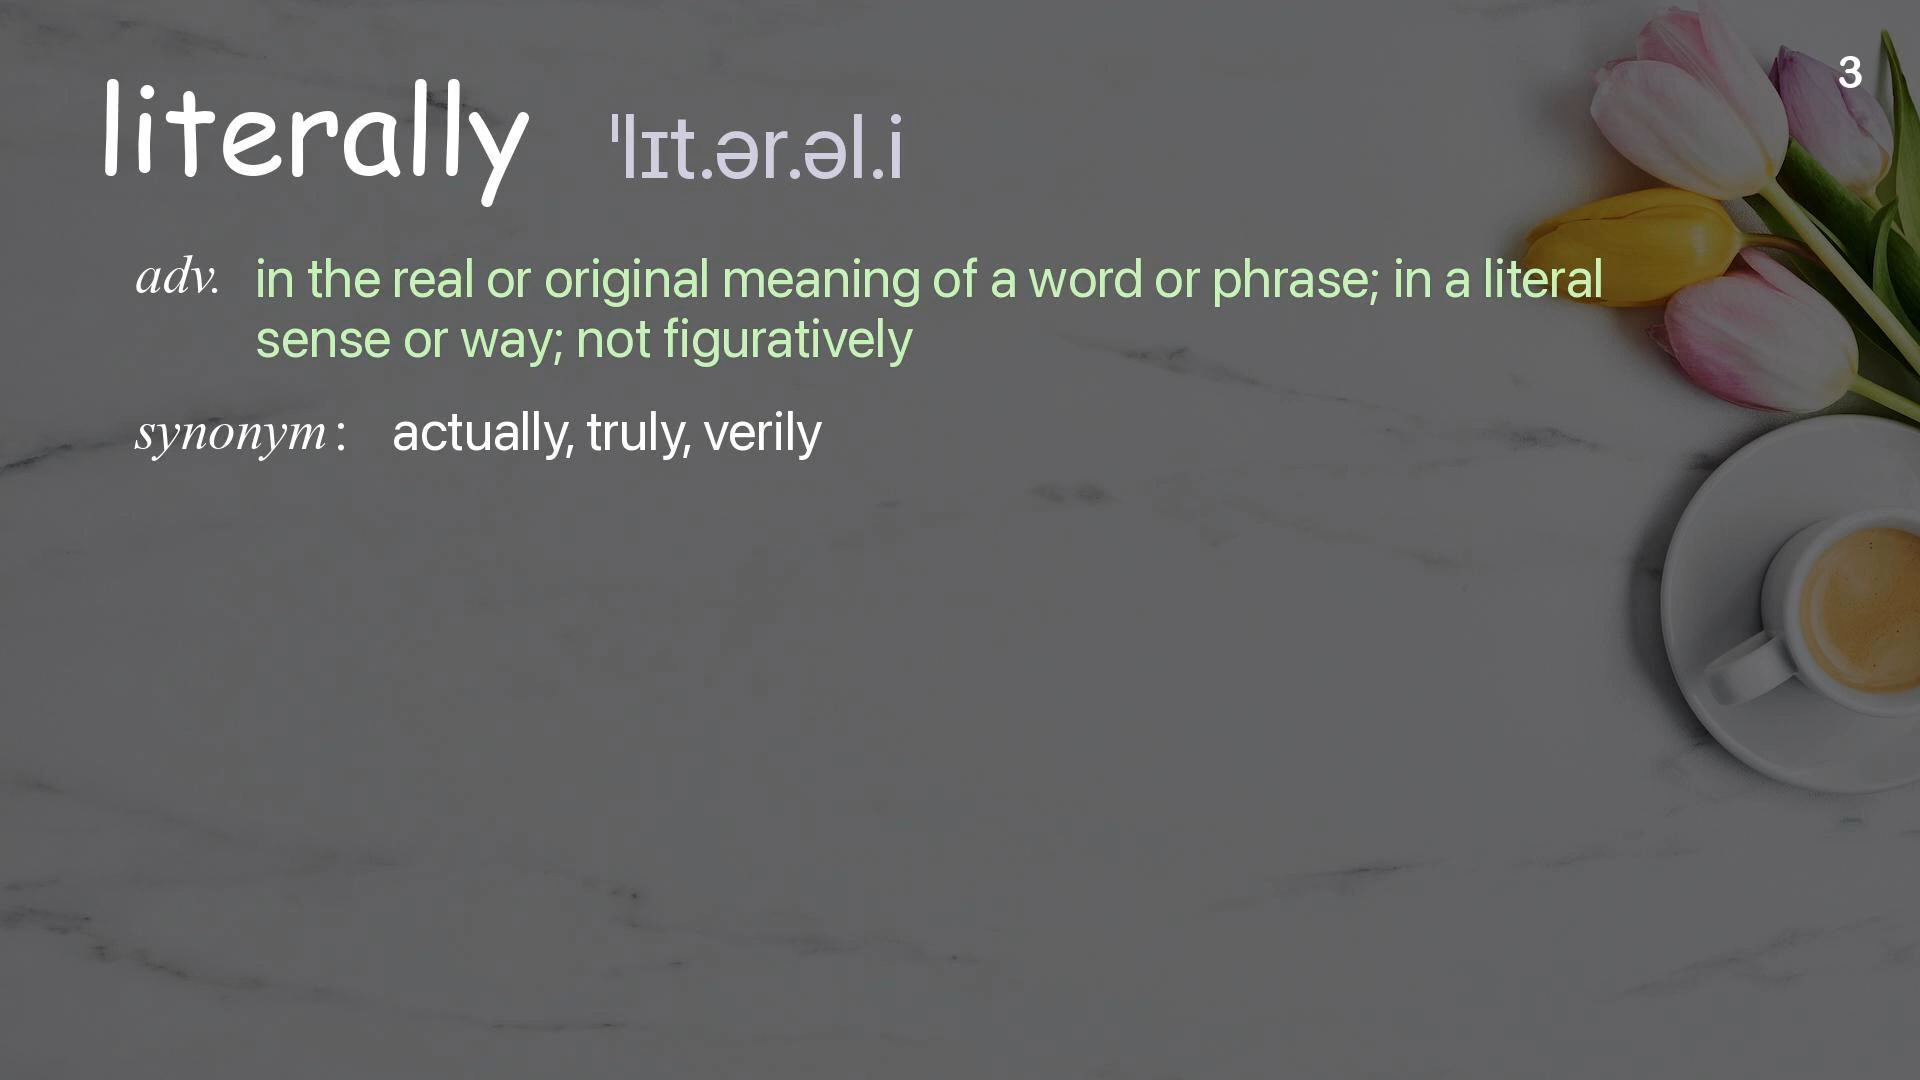 3
literally ˈlɪt.ər.əl.i
adv. in the real or original meaning of a word or phrase; in a literal
sense or way; not figuratively
synonym : actually, truly, verily